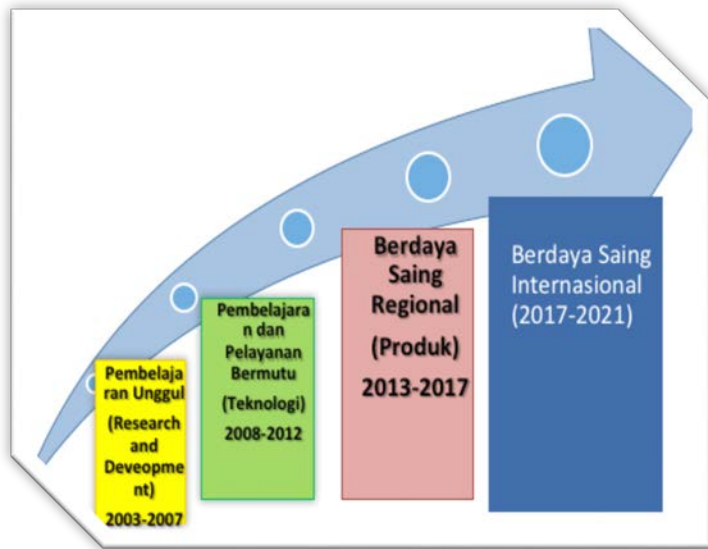 Pembelaja
ran Unggul
(Research
and
Deveopme
nt)
2003-2007
Pembelajara
n dan
Pelayanan
Bermutu
(Teknologi)
2008-2012
Berdaya
Saing
Regional
(Produk)
2013-2017
Berdaya Saing
Internasional
(2017-2021)